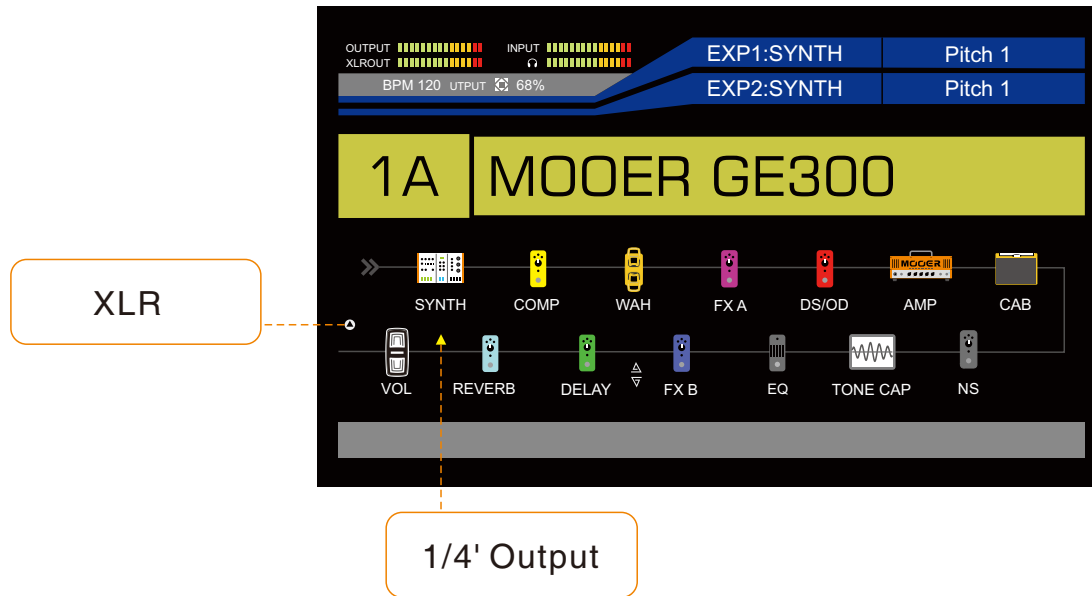 OUTPUT INPUT
XLROUT
BPM 120 UTPUT 68%
EXP1:SYNTH Pitch 1
EXP2:SYNTH Pitch 1
1A MOOER GE300
MOOER
SYNTH COMP WAH FX A DS/OD AMP CAB
XLR
VOL REVERB DELAY FX B EQ TONE CAP NS
1/4' Output